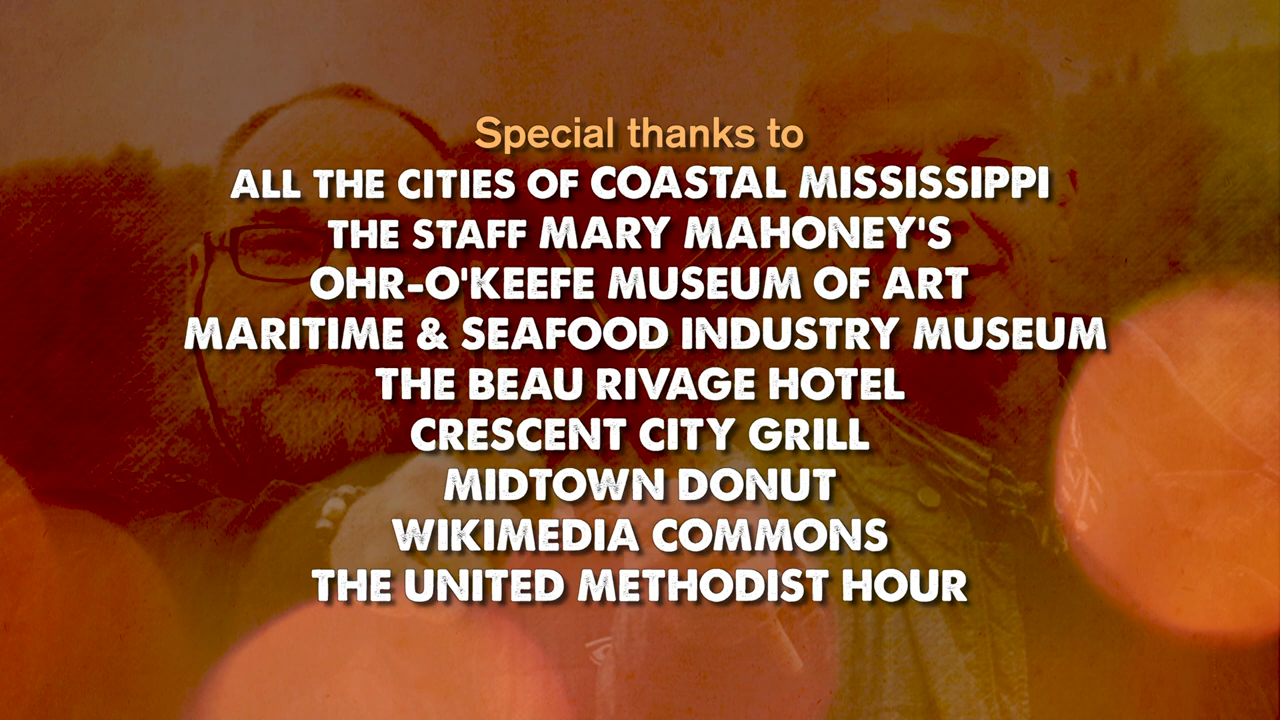 Special thanks to
ALL THE CITIES OF COASTAL MISSISSIPPI
THE STAFF MARY MAHONEY'S
OHR-O'KEEFE MUSEUM OF ART
MARITIME & SEAFOOD INDUSTRY MUSEUM
THE BEAU RIVAGE HOTEL
CRESCENT CITY GRILL
MIDTOWN DONUT
WIKIMEDIA COMMONS
THE UNITED METHODIST HOUR